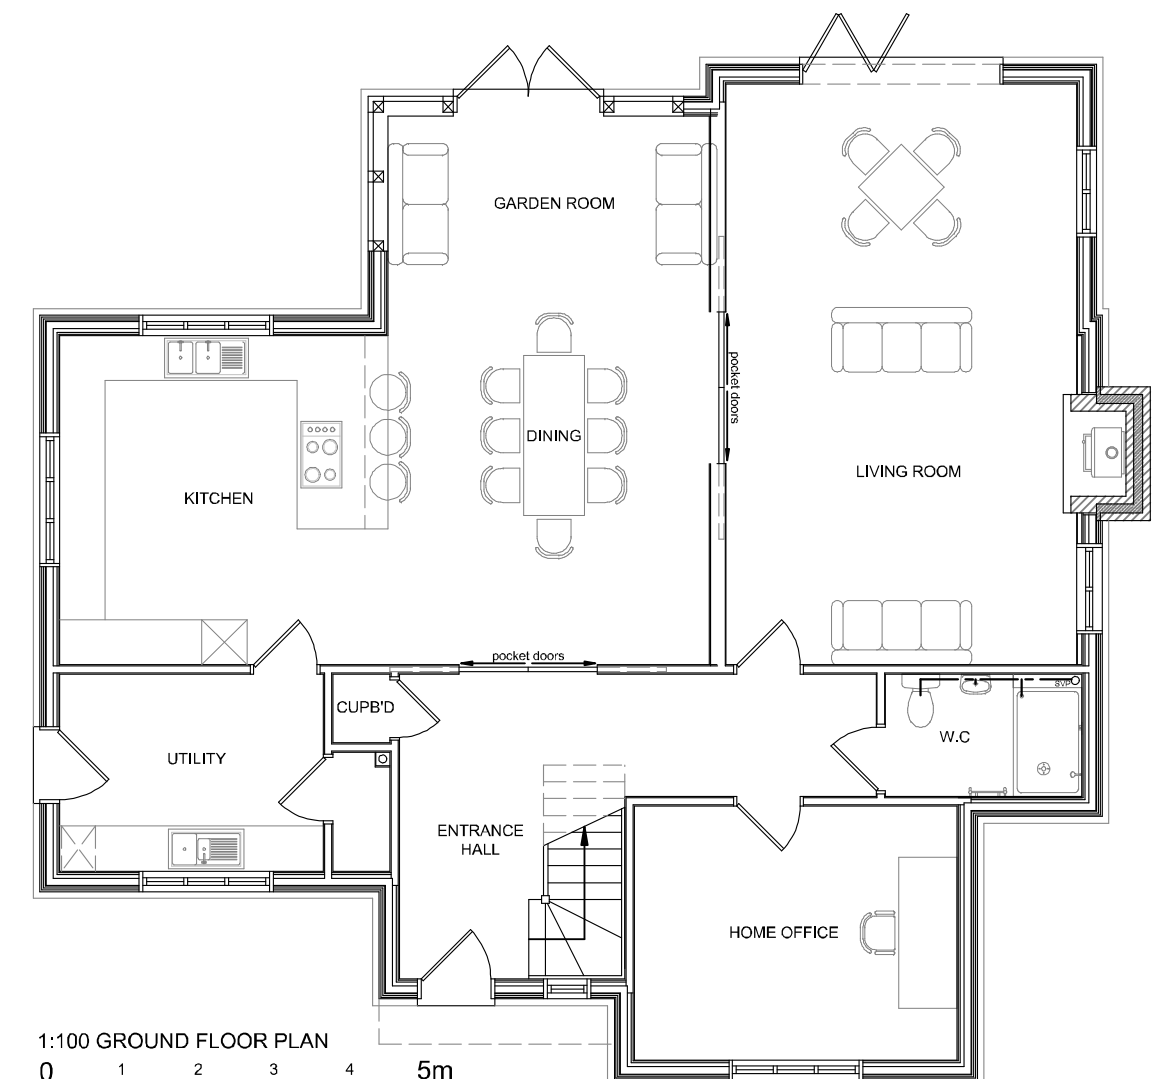 GARDEN ROOM
pocket doors
DINING
LIVING ROOM
KITCHEN
pocket doors
SVP
CUPB'D
W.C
UTILITY
ENTRANCE
HALL
HOME OFFICE
1:100 GROUND FLOOR PLAN
0 1 2 3 4 5m